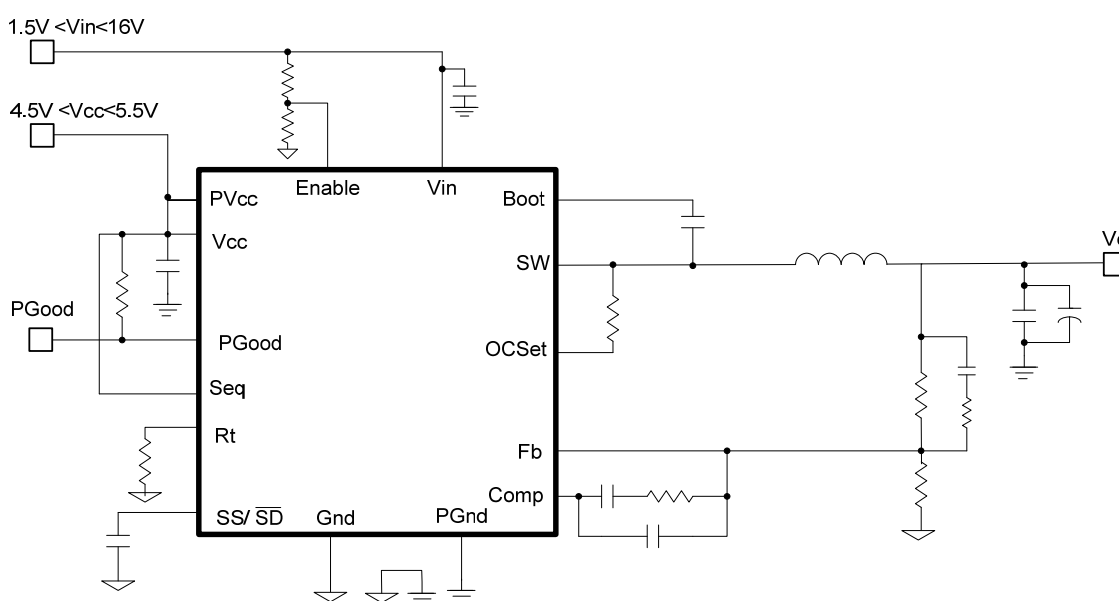 1.5V <Vin<16V
4.5V <Vcc<5.5V
Enable
Vin
PVcc
Boot
Vcc
SW
PGood
PGood
OCSet
Seq
Rt
Fb
Comp
SS/ SD
Gnd
PGnd